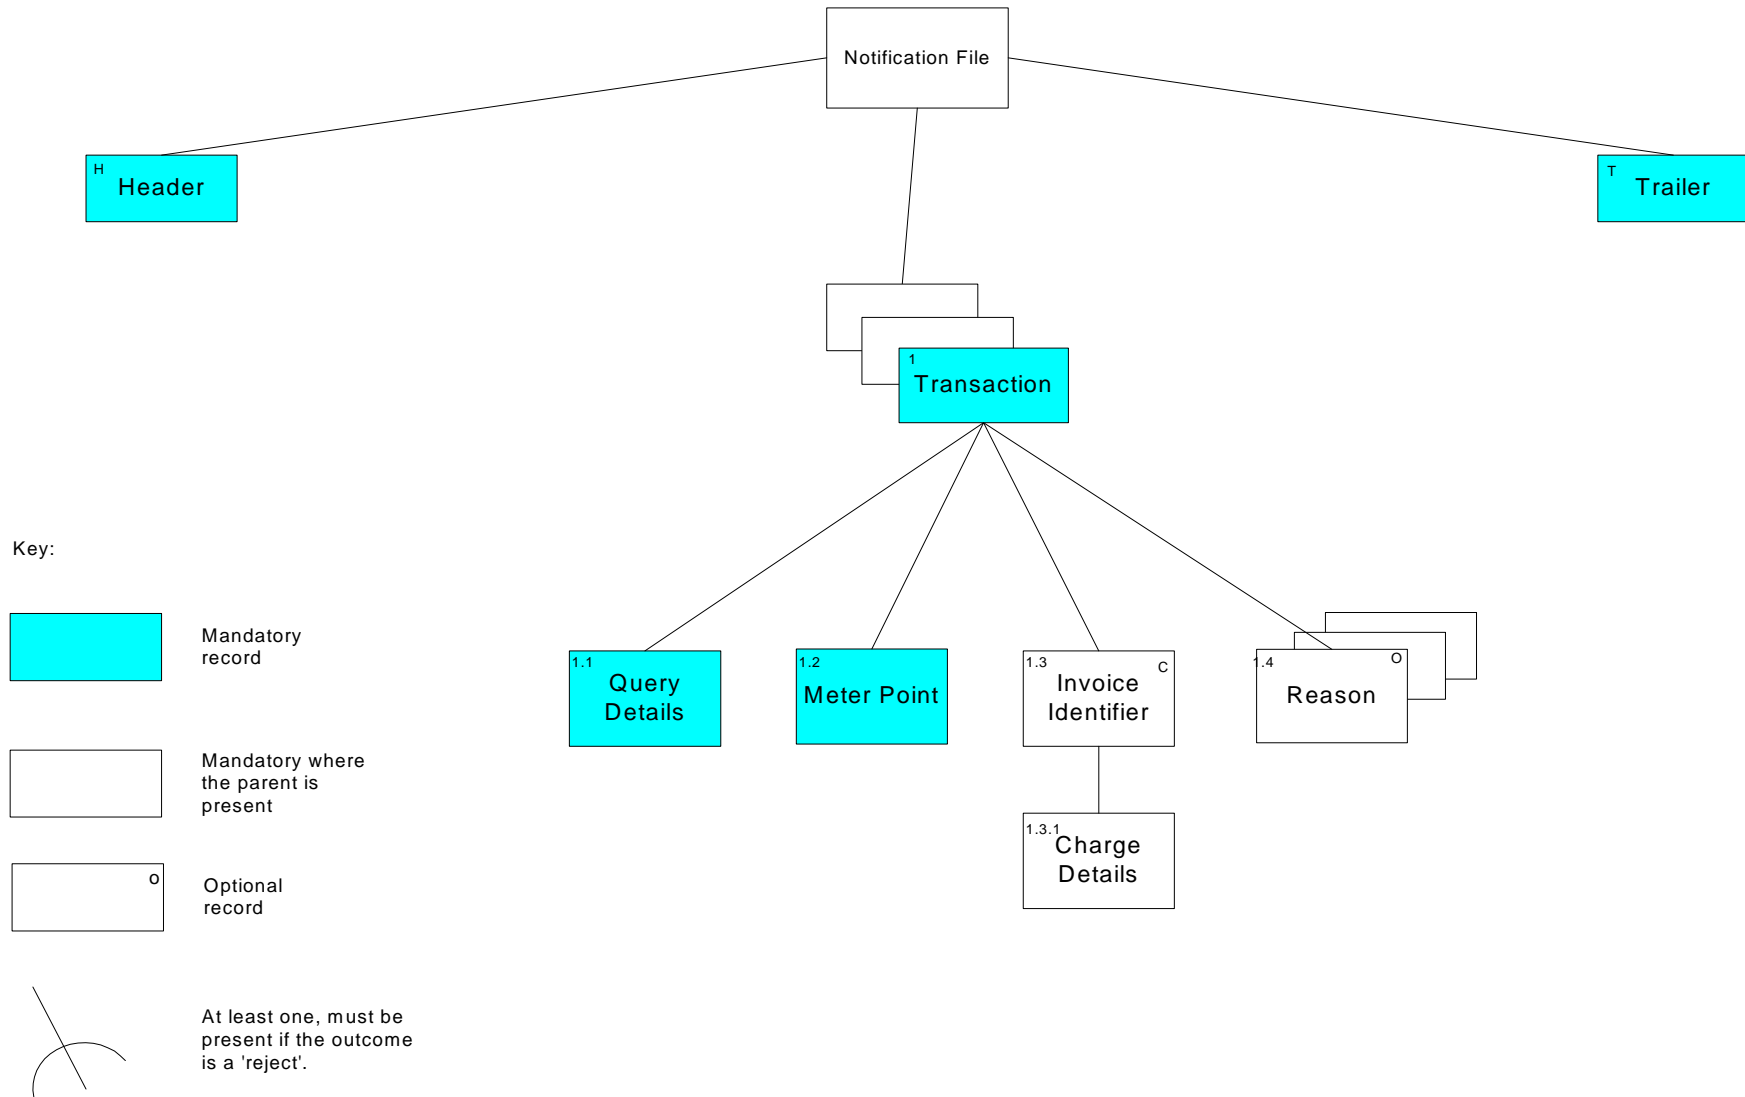 Notification File
H
Header
T
Trailer
1
Transaction
Key:
Mandatory
record
1.1
Query
Details
1.2
Meter Point
1.3
C
Invoice
Identifier
1.4
O
Reason
Mandatory where
the parent is
present
1.3.1
Charge
Details
o
Optional
record
At least one, must be
present if the outcome
is a 'reject'.